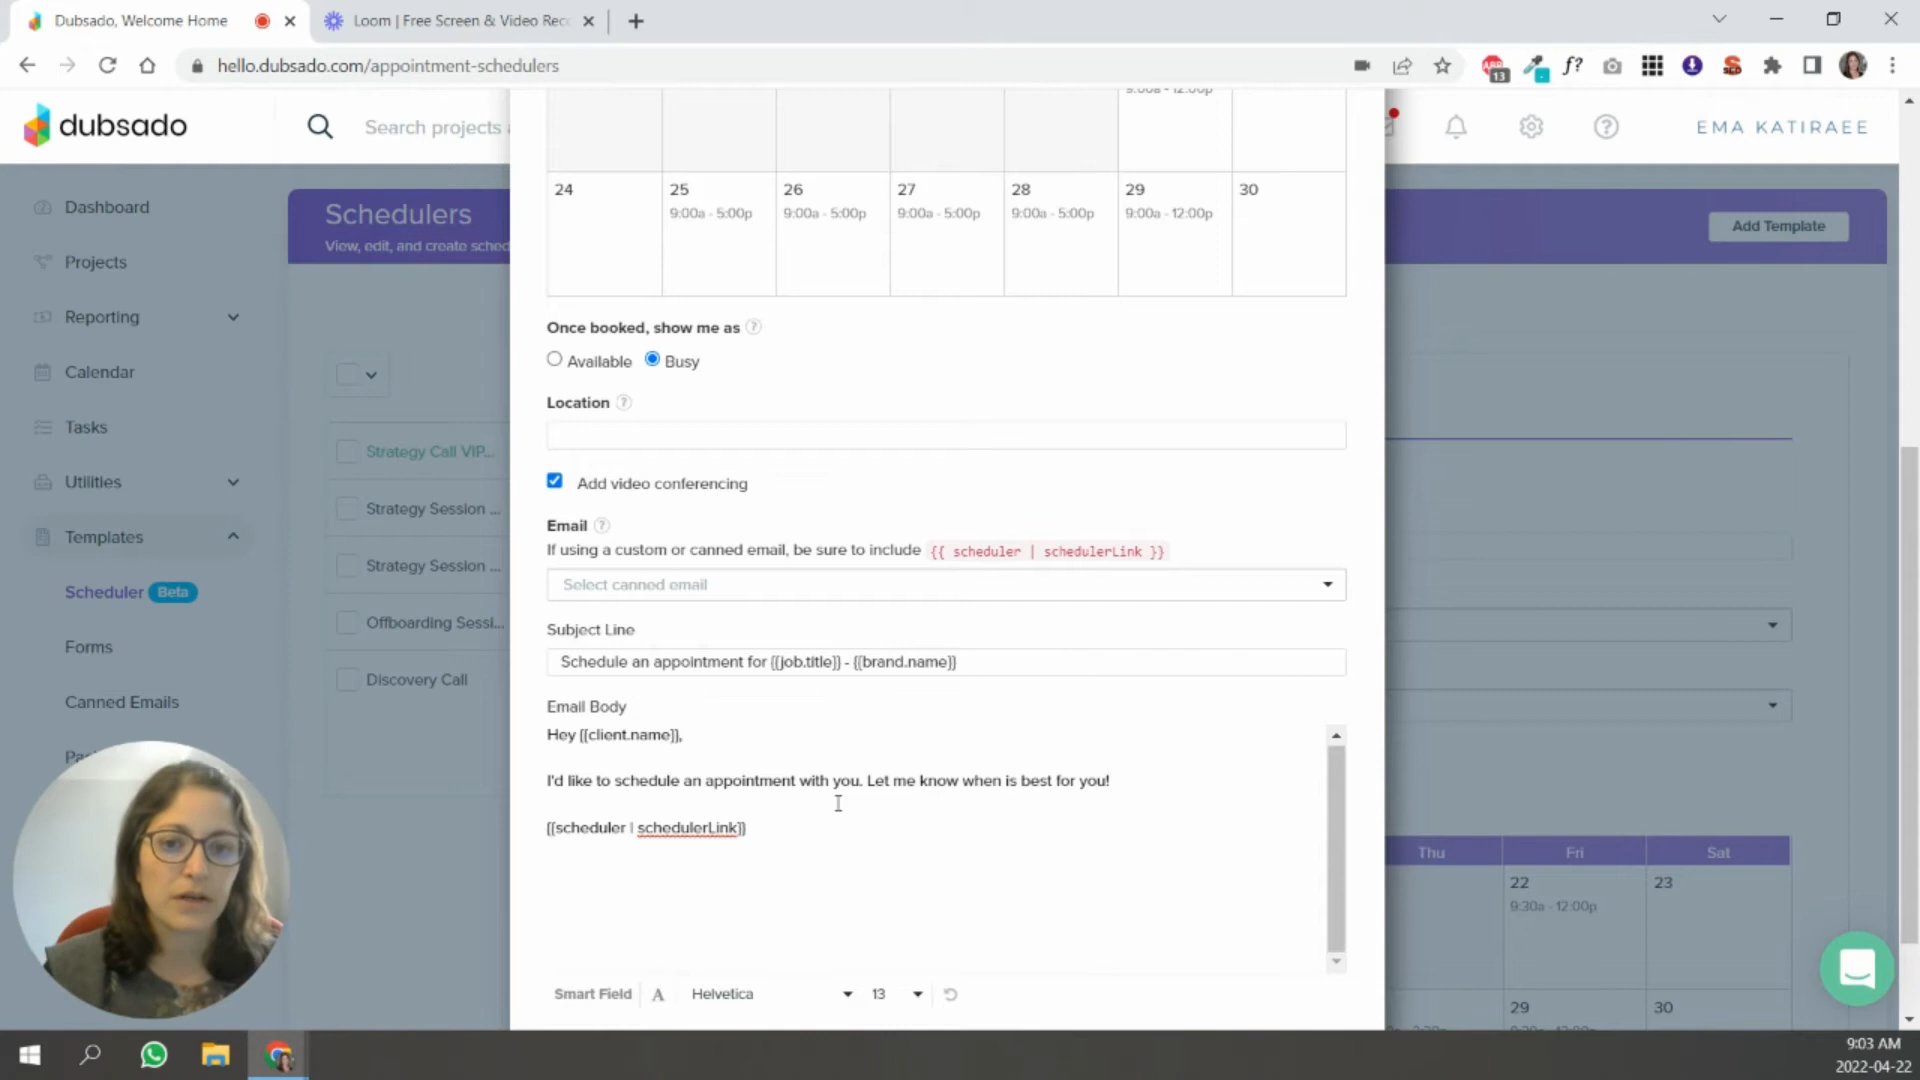 Dubsado, Welcome Home
Loom | Free Screen & Video Rec
hello.dubsado.com/appointment-schedulers
13
f?
dubsado
Search projects
EMA KATIRAEE
Dashboard
Projects
Reporting
Calendar
Tasks
Utilities
Templates
Scheduler Beta
Forms
Canned Emails
Schedulers
View, edit, and create sched
Add Template
Strategy Call VIP...
Strategy Session ...
Strategy Session ...
Offboarding Sessi...
Discovery Call
9:00a - 12:00p
24 25 26 27 28 29 30
9:00a - 5:00p 9:00a - 5:00p 9:00a - 5:00p 9:00a - 5:00p 9:00a - 12:00p
Once booked, show me as ?
Available Busy
Location ?
Add video conferencing
Email ?
If using a custom or canned email, be sure to include {{ scheduler | schedulerLink }}
Select canned email
Subject Line
Schedule an appointment for {{job.title}} - {{brand.name}}
Email Body
Hey {{client.name}},
I'd like to schedule an appointment with you. Let me know when is best for you!
{{scheduler | schedulerLink}}
Smart Field A Helvetica 13
Thu Fri Sat
22 23
9:30a - 12:00p
29 30
9:03 AM
2022-04-22